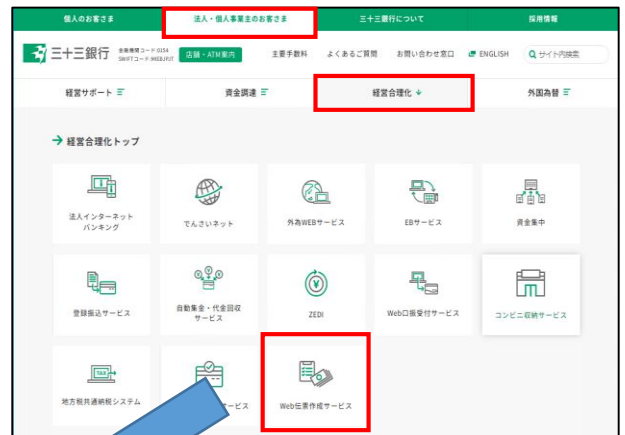 個人のお客さま
法人・個人事業主のお客さま
三十三銀行について
採用情報
三十三銀行
金融機関コード:0154
SWIFTコード:MIEBJPJT
店舗・ATM案内
主要手数料
よくあるご質問
お問い合わせ窓口
ENGLISH
サイト内検索
経営サポート
資金調達
経営合理化
外国為替
経営合理化トップ
法人インターネット
バンキング
でんさいネット
外為WEBサービス
EBサービス
資金集中
登録振込サービス
自動集金・代金回収
サービス
ZEDI
Web口振受付サービス
コンビニ収納サービス
TAX
地方税共通納税システム
ービス
Web伝票作成サービス